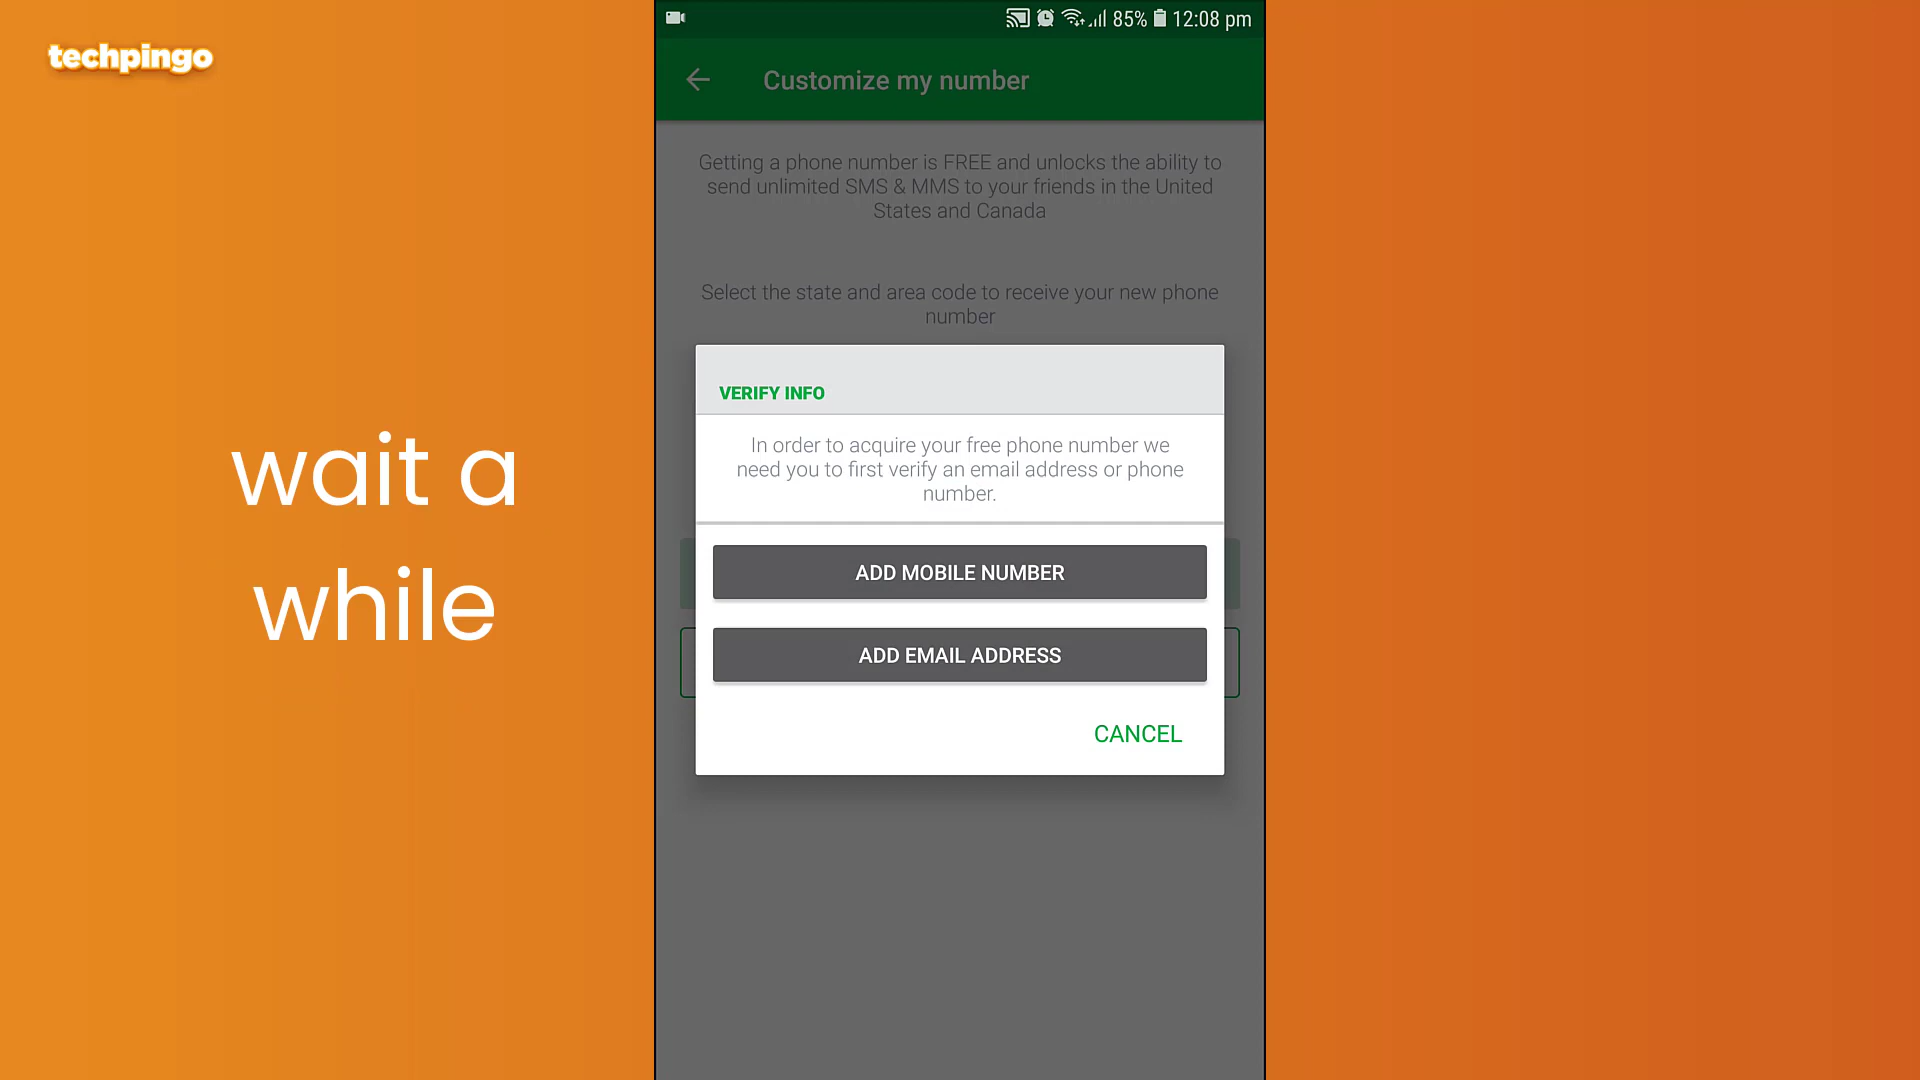 techpingo
85% 12:08 pm
Customize my number
Getting a phone number is FREE and unlocks the ability to
send unlimited SMS & MMS to your friends in the United
States and Canada
Select the state and area code to receive your new phone
number
VERIFY INFO
In order to acquire your free phone number we
need you to first verify an email address or phone
number.
ADD MOBILE NUMBER
ADD EMAIL ADDRESS
CANCEL
wait a
while